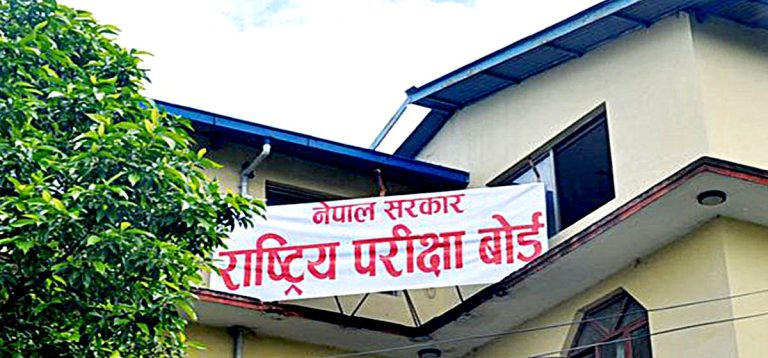 नेपाल सरकार
राष्ट्रिय परीक्षा बोर्ड